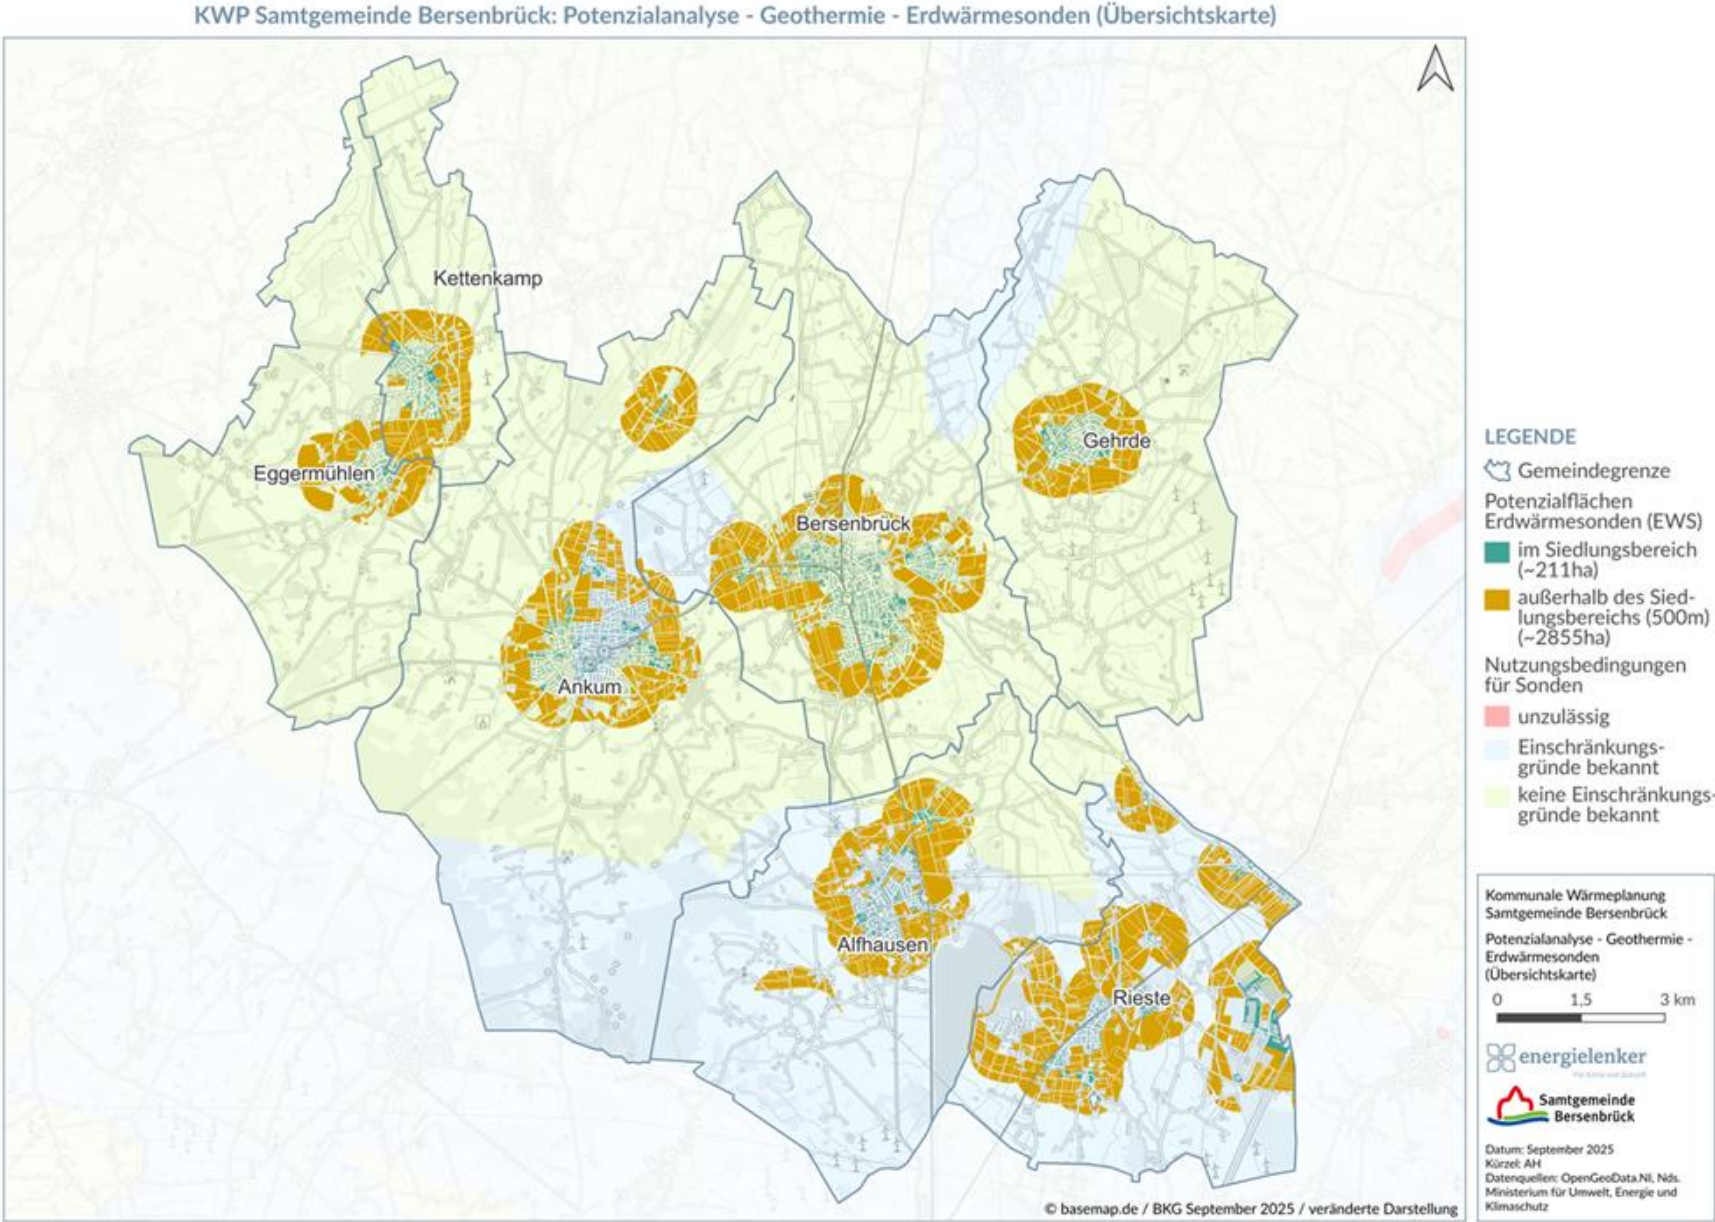 KWP Samtgemeinde Bersenbrück: Potenzialanalyse - Geothermie - Erdwärmesonden (Übersichtskarte)
Kettenkamp
Eggermühlen
Gehrde
Bersenbrück
Ankum
Alfhausen
Rieste
© basemap.de / BKG September 2025 / veränderte Darstellung
LEGENDE
Gemeindegrenze
Potenzialflächen
Erdwärmesonden (EWS)
im Siedlungsbereich
(~211ha)
außerhalb des Sied-
lungsbereichs (500m)
(~2855ha)
Nutzungsbedingungen
für Sonden
unzulässig
Einschränkungs-
gründe bekannt
keine Einschränkungs-
gründe bekannt
Kommunale Wärmeplanung
Samtgemeinde Bersenbrück
Potenzialanalyse - Geothermie -
Erdwärmesonden
(Übersichtskarte)
0 1,5 3 km
energielenker
Samtgemeinde
Bersenbrück
Datum: September 2025
Kürzel: AH
Datenquellen: OpenGeoData.NI, Nds.
Ministerium für Umwelt, Energie und
Klimaschutz